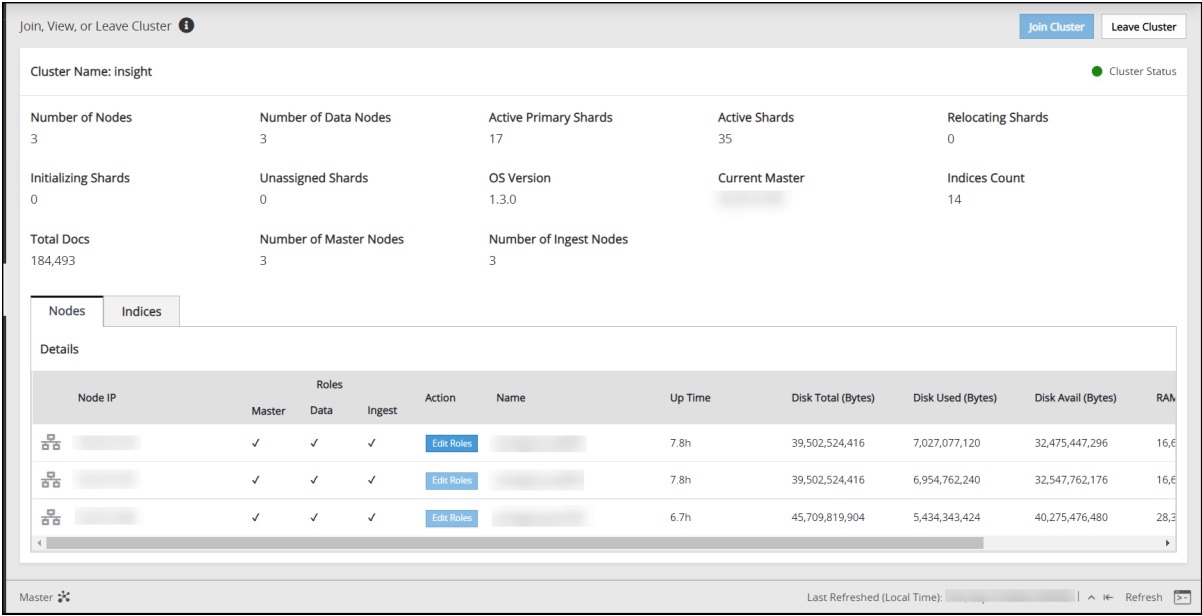 Join, View, or Leave Cluster
Join Cluster
Leave Cluster
Cluster Name: insight
Cluster Status
Number of Nodes
Number of Data Nodes
Active Primary Shards
Active Shards
Relocating Shards
3
3
17
35
0
Initializing Shards
Unassigned Shards
OS Version
Current Master
Indices Count
0
0
1.3.0
14
Total Docs
Number of Master Nodes
Number of Ingest Nodes
184,493
3
3
Nodes
Indices
Details
Node IP
Roles
Master
Data
Ingest
Action
Name
Up Time
Disk Total (Bytes)
Disk Used (Bytes)
Disk Avail (Bytes)
✓ ✓ ✓ Edit Roles 7.8h 39,502,524,416 7,027,077,120 32,475,447,296
✓ ✓ ✓ Edit Roles 7.8h 39,502,524,416 6,954,762,240 32,547,762,176
✓ ✓ ✓ Edit Roles 6.7h 45,709,819,904 5,434,343,424 40,275,476,480
Master
Last Refreshed (Local Time):
Refresh